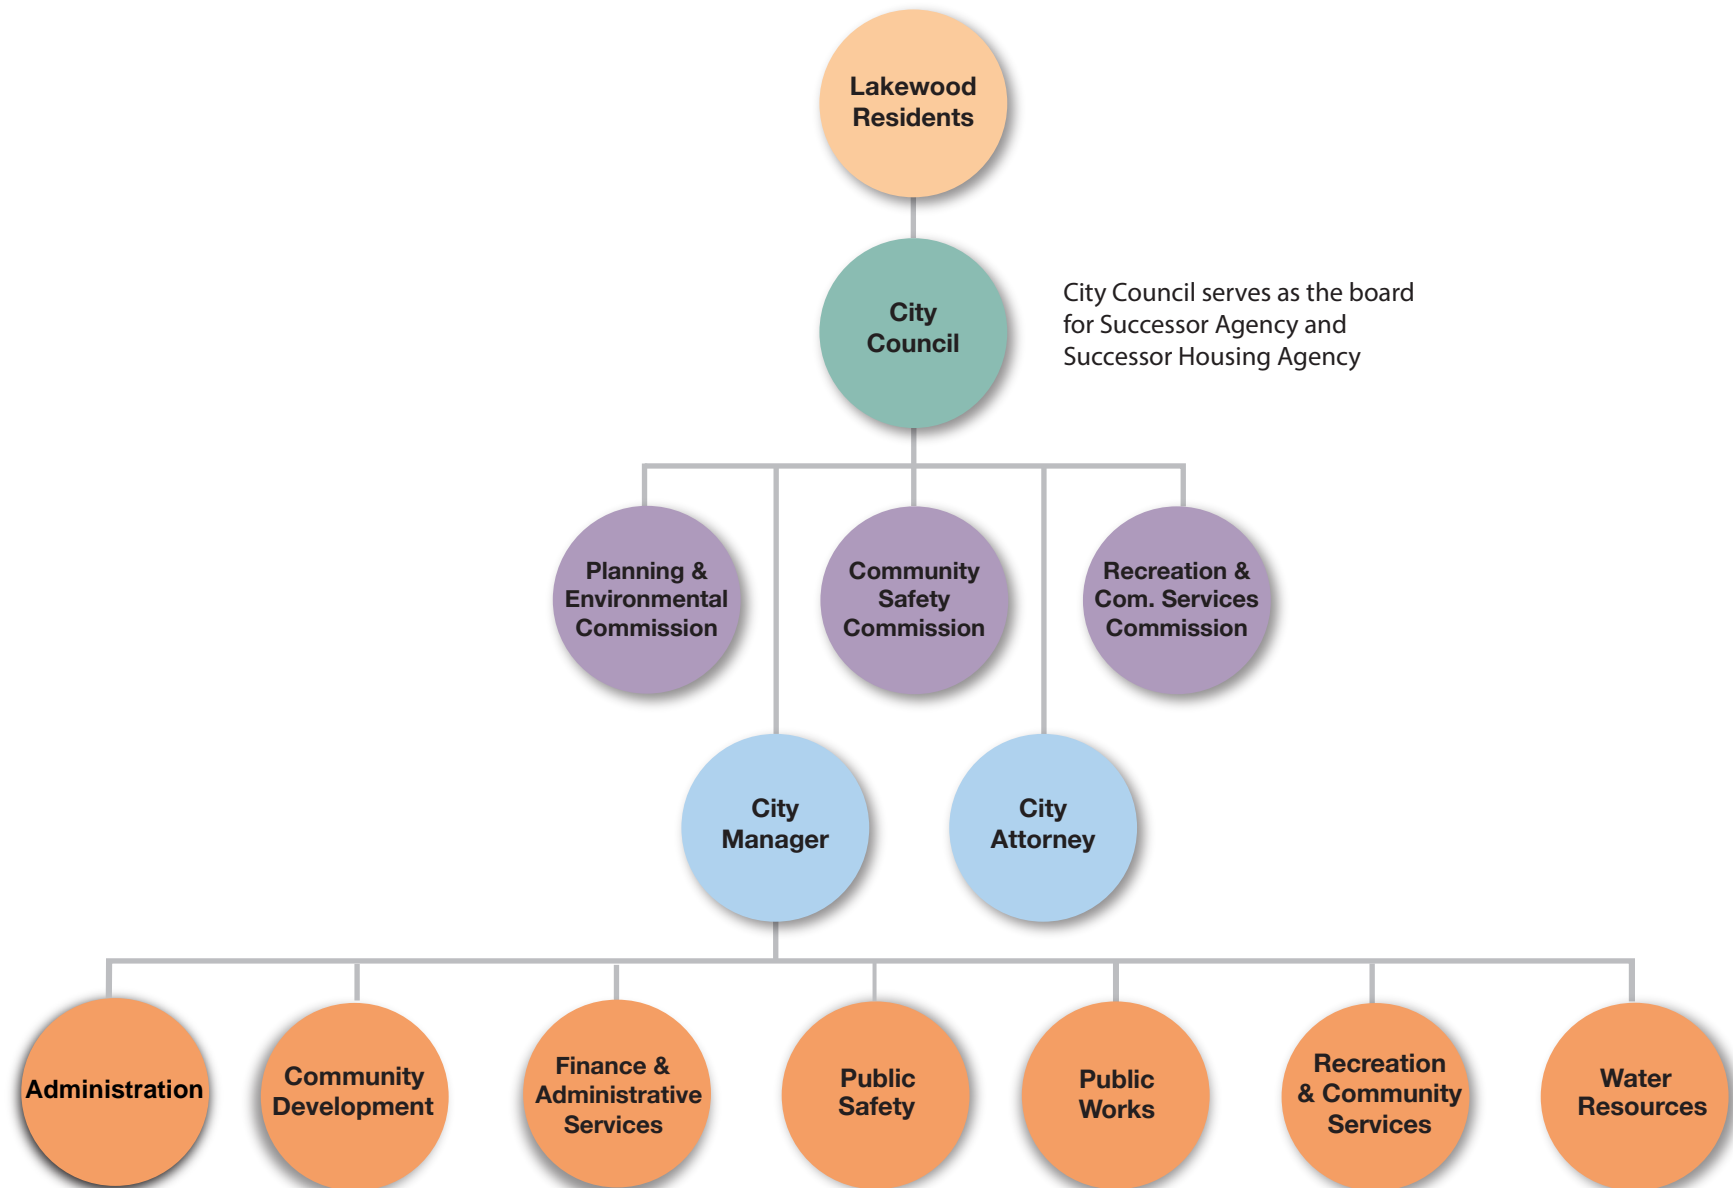 Lakewood
Residents
City
Council
City Council serves as the board
for Successor Agency and
Successor Housing Agency
Planning &
Environmental
Commission
Community
Safety
Commission
Recreation &
Com. Services
Commission
City
Manager
City
Attorney
Administration
Community
Development
Finance &
Administrative
Services
Public
Safety
Public
Works
Recreation
& Community
Services
Water
Resources